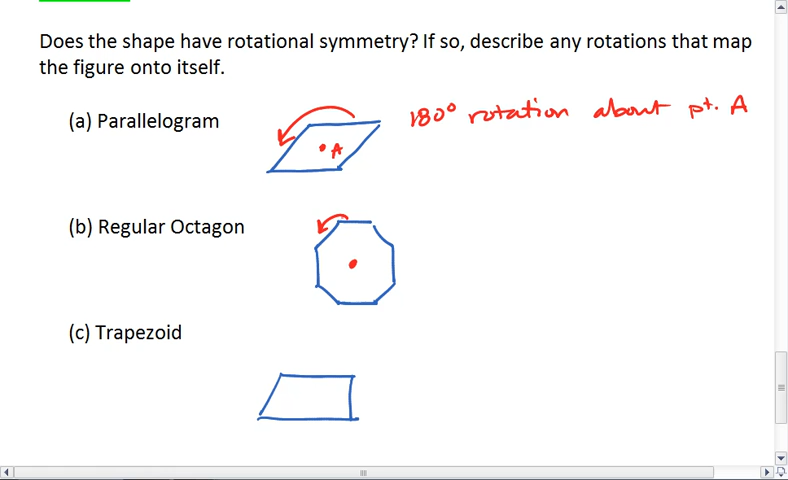 Does the shape have rotational symmetry? If so, describe any rotations that map
the figure onto itself.
(a) Parallelogram
180° rotation about pt. A
A
(b) Regular Octagon
(c) Trapezoid